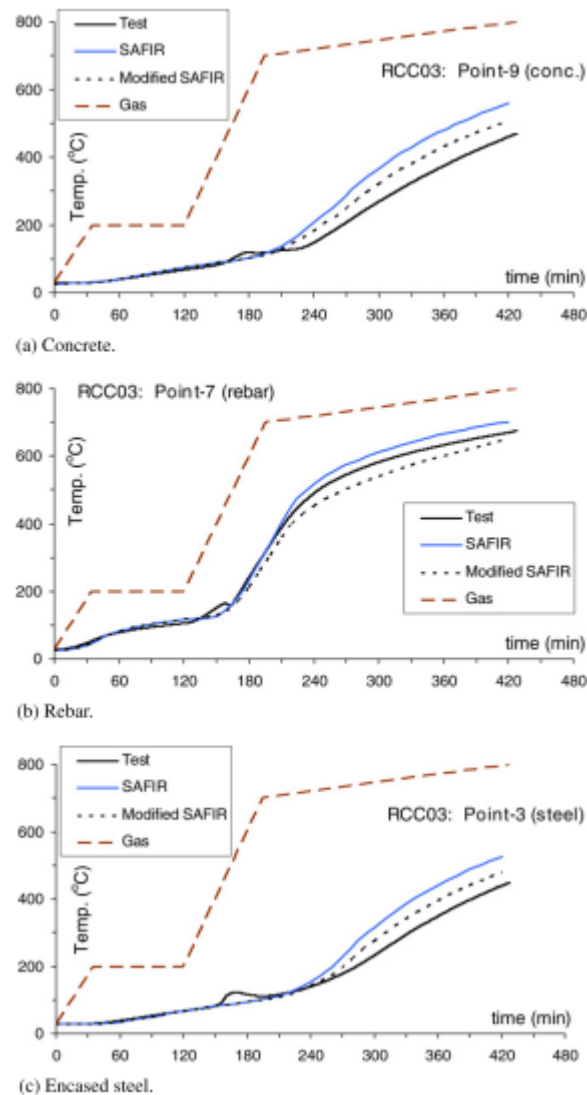 800
Test
SAFIR
Modified SAFIR
Gas
RCC03: Point-9 (conc.)
600
Temp. (°C)
400
200
time (min)
0
0 60 120 180 240 300 360 420 480
(a) Concrete.
800
RCC03: Point-7 (rebar)
600
Temp. (°C)
400
Test
SAFIR
Modified SAFIR
Gas
200
time (min)
0
0 60 120 180 240 300 360 420 480
(b) Rebar.
800
Test
SAFIR
Modified SAFIR
Gas
RCC03: Point-3 (steel)
600
Temp. (°C)
400
200
time (min)
0
0 60 120 180 240 300 360 420 480
(c) Encased steel.